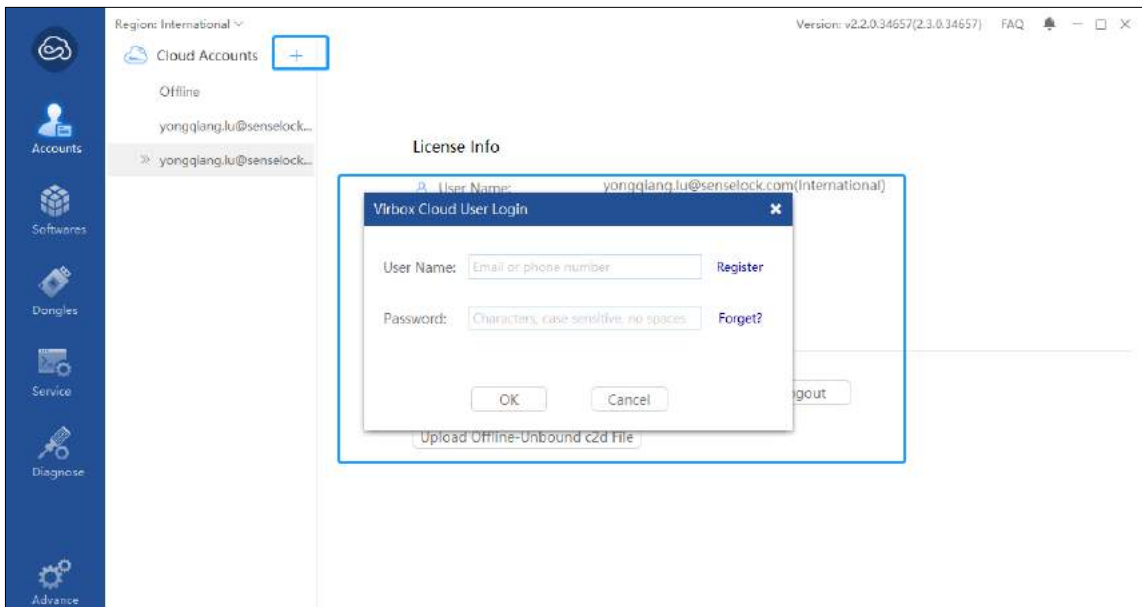 Region: International
Version: v2.2.0.34657(2.3.0.34657) FAQ
Cloud Accounts +
Offline
yongqiang.lu@senselock...
yongqiang.lu@senselock...
Accounts
Softwares
Dongles
Service
Diagnose
Advance
License Info
User Name: yongqiang.lu@senselock.com(International)
Virbox Cloud User Login
User Name: Email or phone number Register
Password: Characters, case sensitive, no spaces Forget?
OK Cancel
gout
Upload Offline-Unbound c2d File